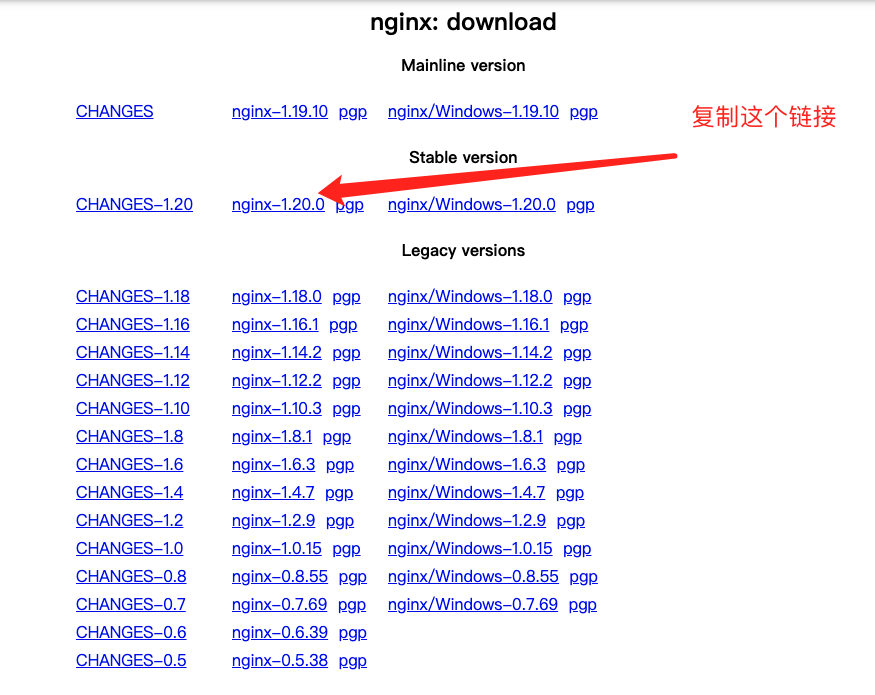 nginx: download
Mainline version
CHANGES nginx-1.19.10 pgp nginx/Windows-1.19.10 pgp
复制这个链接
Stable version
CHANGES-1.20 nginx-1.20.0 pgp nginx/Windows-1.20.0 pgp
Legacy versions
CHANGES-1.18 nginx-1.18.0 pgp nginx/Windows-1.18.0 pgp
CHANGES-1.16 nginx-1.16.1 pgp nginx/Windows-1.16.1 pgp
CHANGES-1.14 nginx-1.14.2 pgp nginx/Windows-1.14.2 pgp
CHANGES-1.12 nginx-1.12.2 pgp nginx/Windows-1.12.2 pgp
CHANGES-1.10 nginx-1.10.3 pgp nginx/Windows-1.10.3 pgp
CHANGES-1.8 nginx-1.8.1 pgp nginx/Windows-1.8.1 pgp
CHANGES-1.6 nginx-1.6.3 pgp nginx/Windows-1.6.3 pgp
CHANGES-1.4 nginx-1.4.7 pgp nginx/Windows-1.4.7 pgp
CHANGES-1.2 nginx-1.2.9 pgp nginx/Windows-1.2.9 pgp
CHANGES-1.0 nginx-1.0.15 pgp nginx/Windows-1.0.15 pgp
CHANGES-0.8 nginx-0.8.55 pgp nginx/Windows-0.8.55 pgp
CHANGES-0.7 nginx-0.7.69 pgp nginx/Windows-0.7.69 pgp
CHANGES-0.6 nginx-0.6.39 pgp
CHANGES-0.5 nginx-0.5.38 pgp